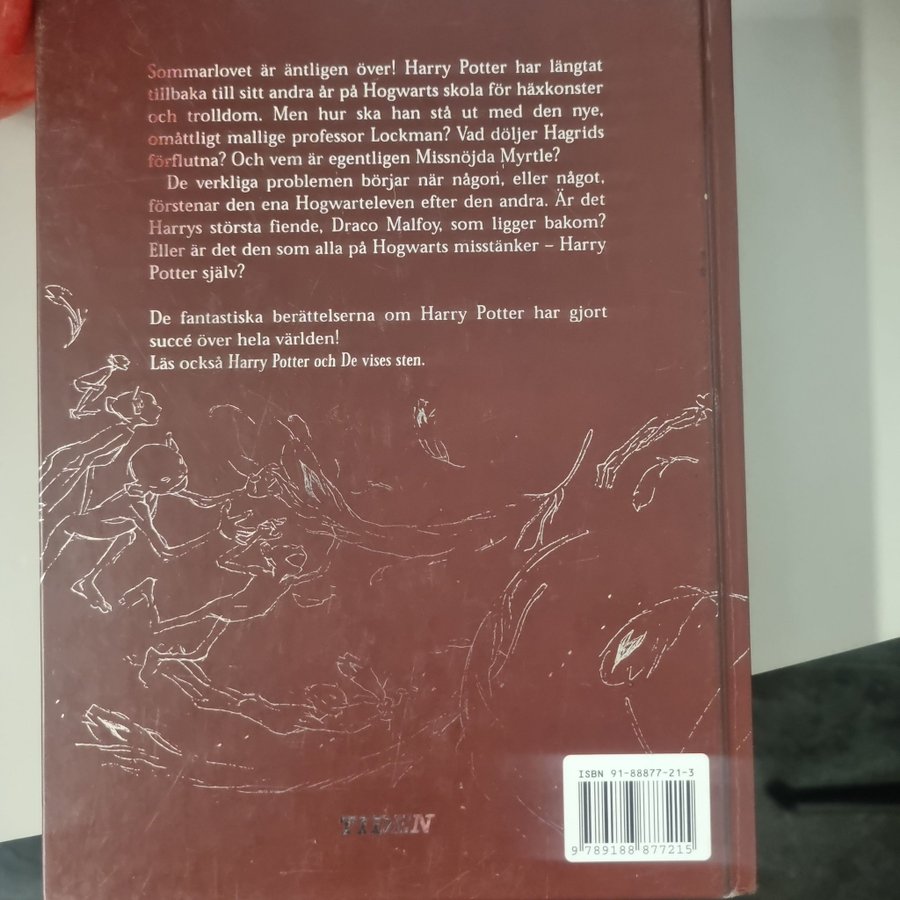 Sommarlovet är äntligen över! Harry Potter har längtat
tillbaka till sitt andra år på Hogwarts skola för häxkonster
och trolldom. Men hur ska han stå ut med den nye,
omåttligt mallige professor Lockman? Vad döljer Hagrids
förflutna? Och vem är egentligen Missnöjda Myrtle?
De verkliga problemen börjar när någon, eller något,
förstenar den ena Hogwarteleven efter den andra. Är det
Harrys största fiende, Draco Malfoy, som ligger bakom?
Eller är det den som alla på Hogwarts misstänker – Harry
Potter själv?
De fantastiska berättelserna om Harry Potter har gjort
succé över hela världen!
Läs också Harry Potter och De vises sten.
TIDEN
ISBN 91-88877-21-3
9 789188 877215